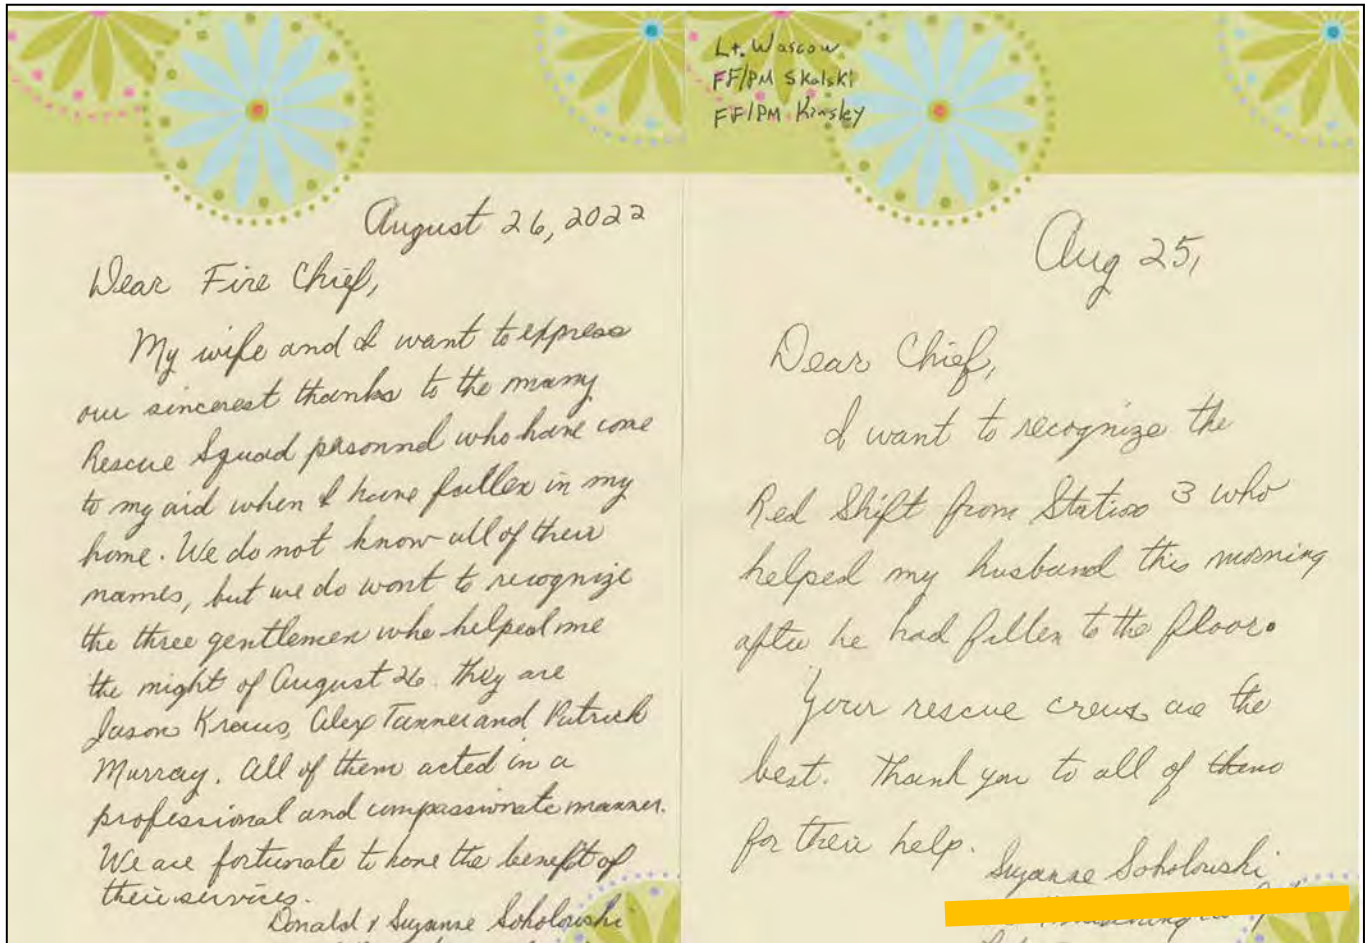 August 26, 2022
Dear Fire Chief,
My wife and I want to express
our sincerest thanks to the many
Rescue Squad personnel who have come
to my aid when I have fallen in my
home. We do not know all of their
names, but we do want to recognize
the three gentlemen who helped me
the night of August 26. They are
Jason Kraus, Alex Tanner and Patrick
Murray. All of them acted in a
professional and compassionate manner.
We are fortunate to have the benefit of
their services.
Donald & Suzanne Sokolowski
Lt. Wascow
FF/PM Skalski
FF/PM Kinsley
Aug 25,
Dear Chief,
I want to recognize the
Red Shift from Station 3 who
helped my husband this morning
after he had fallen to the floor.
Your rescue crews are the
best. Thank you to all of them
for their help.
Suzanne Sokolowski